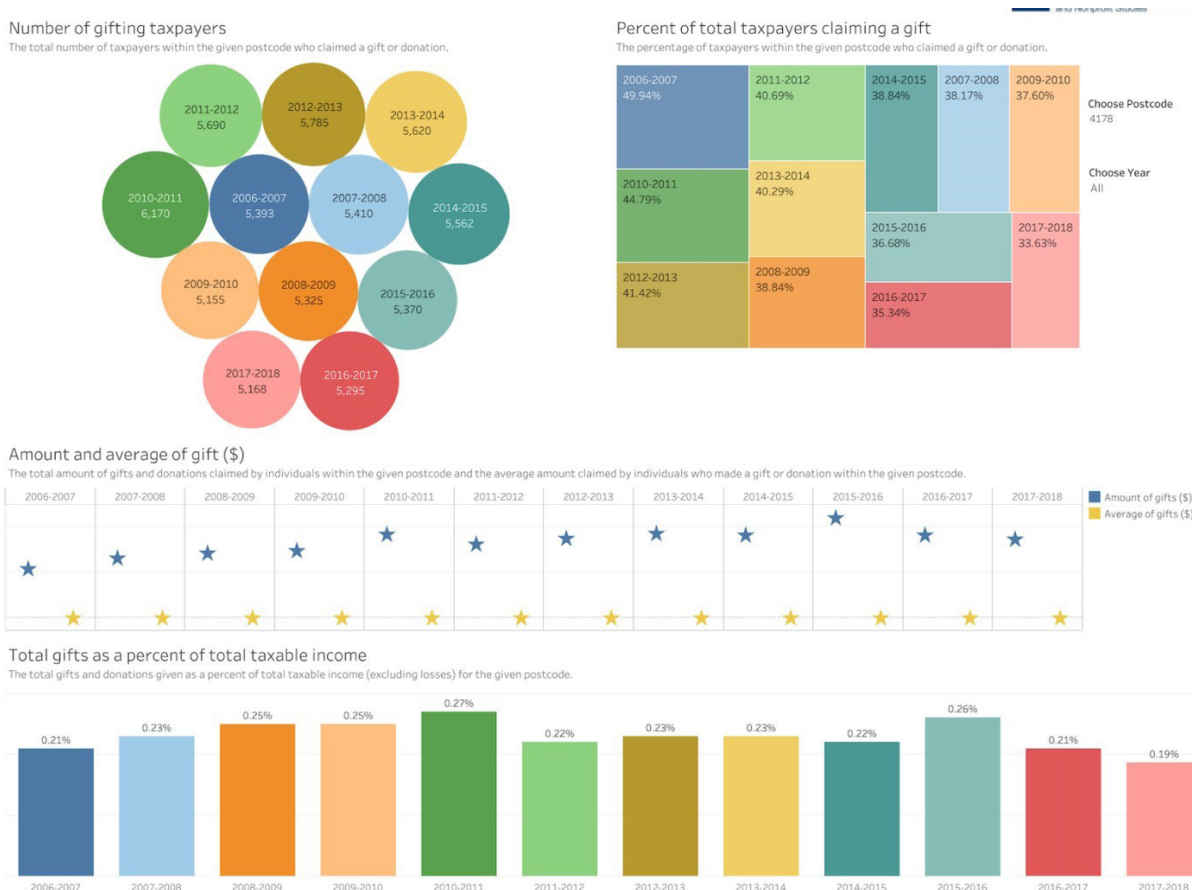 and Nonprofit Studies
Number of gifting taxpayers
The total number of taxpayers within the given postcode who claimed a gift or donation.
2011-2012
5,690
2012-2013
5,785
2013-2014
5,620
2010-2011
6,170
2006-2007
5,393
2007-2008
5,410
2014-2015
5,562
2009-2010
5,155
2008-2009
5,325
2015-2016
5,370
2017-2018
5,168
2016-2017
5,295
Percent of total taxpayers claiming a gift
The percentage of taxpayers within the given postcode who claimed a gift or donation.
2006-2007
49.94%
2011-2012
40.69%
2014-2015
38.84%
2007-2008
38.17%
2009-2010
37.60%
2010-2011
44.79%
2013-2014
40.29%
2015-2016
36.68%
2017-2018
33.63%
2012-2013
41.42%
2008-2009
38.84%
2016-2017
35.34%
Choose Postcode
4178
Choose Year
All
Amount and average of gift ($)
The total amount of gifts and donations claimed by individuals within the given postcode and the average amount claimed by individuals who made a gift or donation within the given postcode.
2006-2007 2007-2008 2008-2009 2009-2010 2010-2011 2011-2012 2012-2013 2013-2014 2014-2015 2015-2016 2016-2017 2017-2018
Amount of gifts ($)
Average of gifts ($)
Total gifts as a percent of total taxable income
The total gifts and donations given as a percent of total taxable income (excluding losses) for the given postcode.
0.21% 0.23% 0.25% 0.25% 0.27% 0.22% 0.23% 0.23% 0.22% 0.26% 0.21% 0.19%
2006-2007 2007-2008 2008-2009 2009-2010 2010-2011 2011-2012 2012-2013 2013-2014 2014-2015 2015-2016 2016-2017 2017-2018